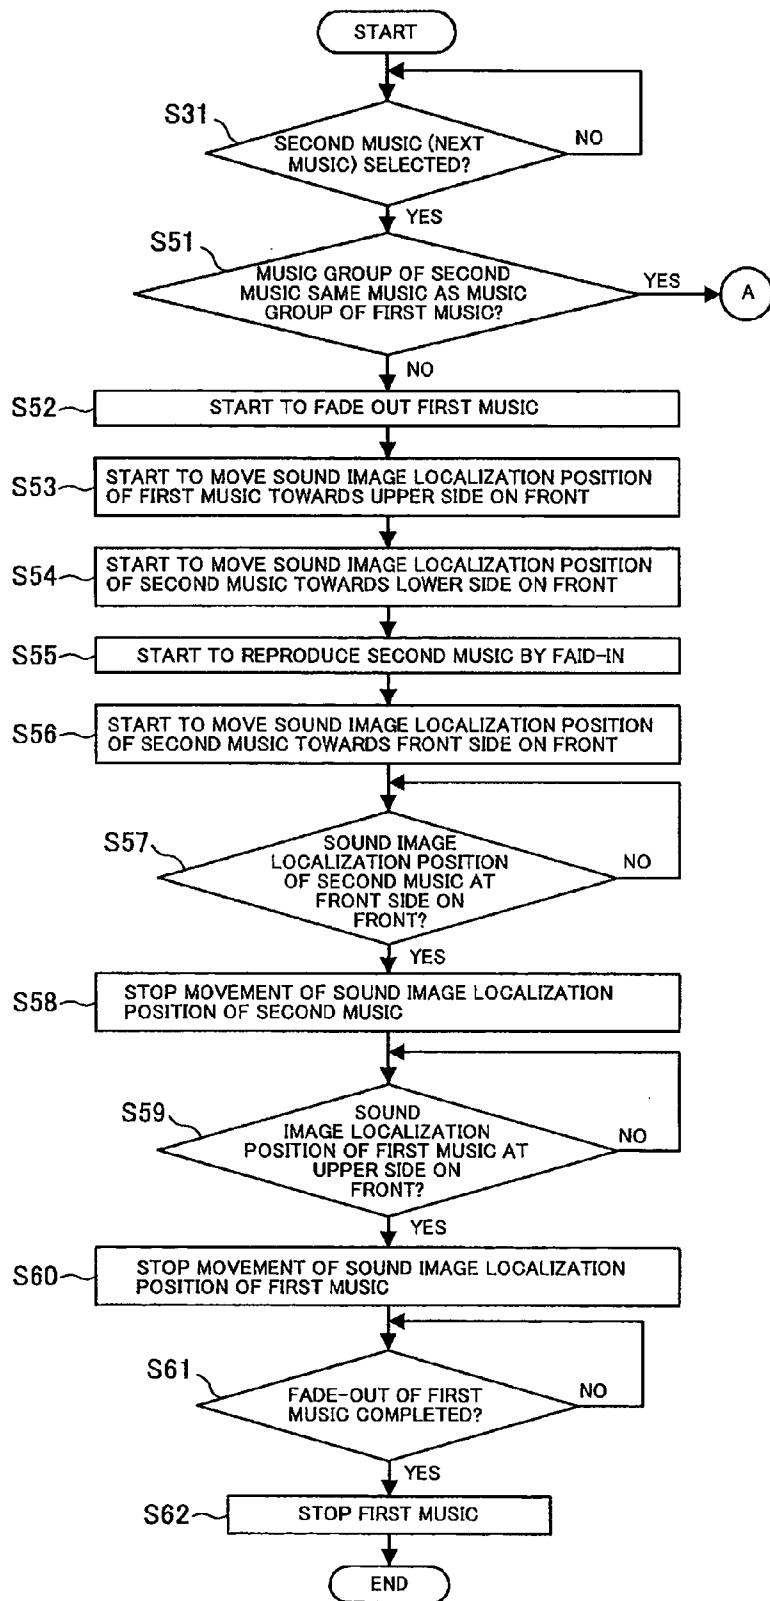 START
S31
SECOND MUSIC (NEXT
MUSIC) SELECTED?
NO
YES
S51
MUSIC GROUP OF SECOND
MUSIC SAME MUSIC AS MUSIC
GROUP OF FIRST MUSIC?
YES
A
NO
S52
START TO FADE OUT FIRST MUSIC
S53
START TO MOVE SOUND IMAGE LOCALIZATION POSITION
OF FIRST MUSIC TOWARDS UPPER SIDE ON FRONT
S54
START TO MOVE SOUND IMAGE LOCALIZATION POSITION
OF SECOND MUSIC TOWARDS LOWER SIDE ON FRONT
S55
START TO REPRODUCE SECOND MUSIC BY FAID-IN
S56
START TO MOVE SOUND IMAGE LOCALIZATION POSITION
OF SECOND MUSIC TOWARDS FRONT SIDE ON FRONT
S57
SOUND IMAGE
LOCALIZATION POSITION
OF SECOND MUSIC AT
FRONT SIDE ON
FRONT?
NO
YES
S58
STOP MOVEMENT OF SOUND IMAGE LOCALIZATION
POSITION OF SECOND MUSIC
S59
SOUND
IMAGE LOCALIZATION
POSITION OF FIRST MUSIC AT
UPPER SIDE ON
FRONT?
NO
YES
S60
STOP MOVEMENT OF SOUND IMAGE LOCALIZATION
POSITION OF FIRST MUSIC
S61
FADE-OUT OF FIRST
MUSIC COMPLETED?
NO
YES
S62
STOP FIRST MUSIC
END